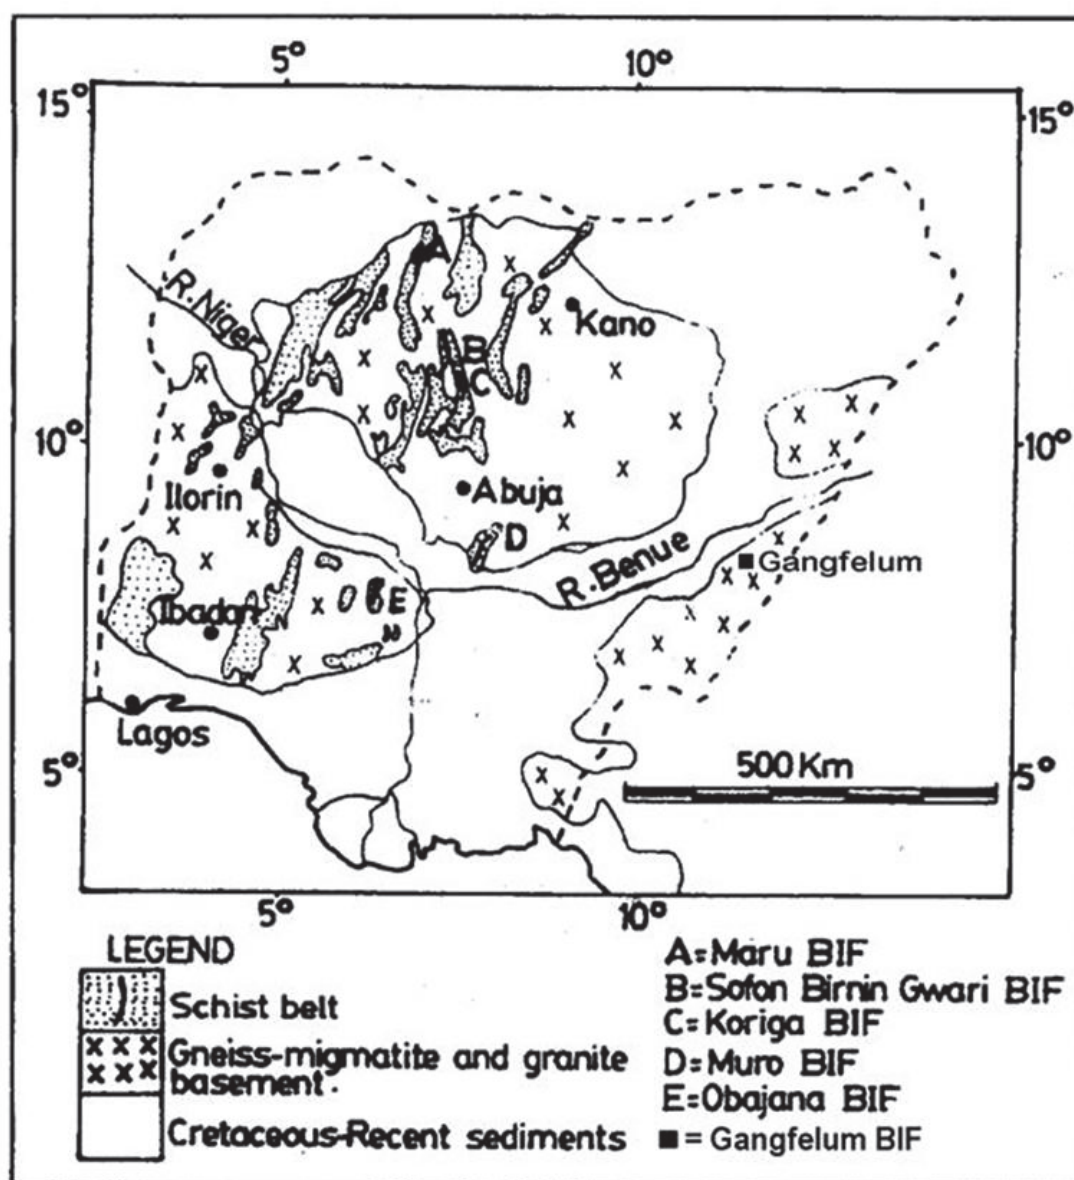 5° 10°
15° 15°
R. Niger
A
Kano
B
C
10° 10°
Ilorin
Abuja
D
R. Benue
Gangfelum
Ibadan
E
N
Lagos
5° 5°
500 Km
5° 10°
LEGEND
Schist belt
Gneiss-migmatite and granite
basement.
Cretaceous-Recent sediments
A=Maru BIF
B=Sofon Birnin Gwari BIF
C=Koriga BIF
D=Muro BIF
E=Obajana BIF
■ = Gangfelum BIF